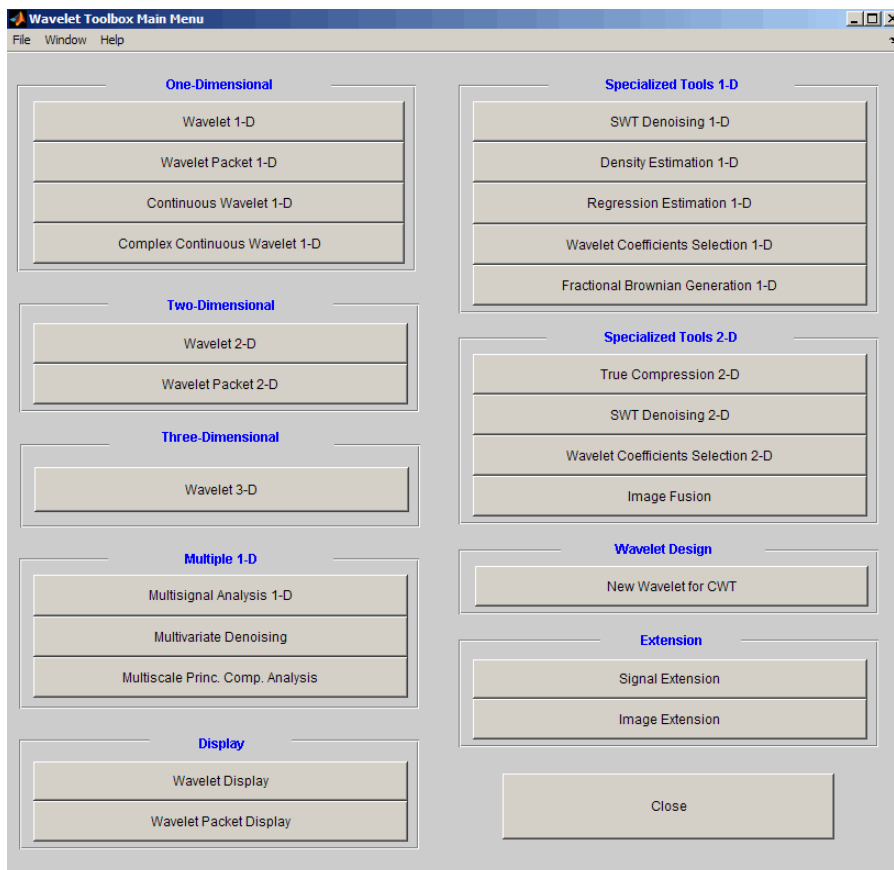 Wavelet Toolbox Main Menu
File Window Help
One-Dimensional
Wavelet 1-D
Wavelet Packet 1-D
Continuous Wavelet 1-D
Complex Continuous Wavelet 1-D
Two-Dimensional
Wavelet 2-D
Wavelet Packet 2-D
Three-Dimensional
Wavelet 3-D
Multiple 1-D
Multisignal Analysis 1-D
Multivariate Denoising
Multiscale Princ. Comp. Analysis
Display
Wavelet Display
Wavelet Packet Display
Specialized Tools 1-D
SWT Denoising 1-D
Density Estimation 1-D
Regression Estimation 1-D
Wavelet Coefficients Selection 1-D
Fractional Brownian Generation 1-D
Specialized Tools 2-D
True Compression 2-D
SWT Denoising 2-D
Wavelet Coefficients Selection 2-D
Image Fusion
Wavelet Design
New Wavelet for CWT
Extension
Signal Extension
Image Extension
Close